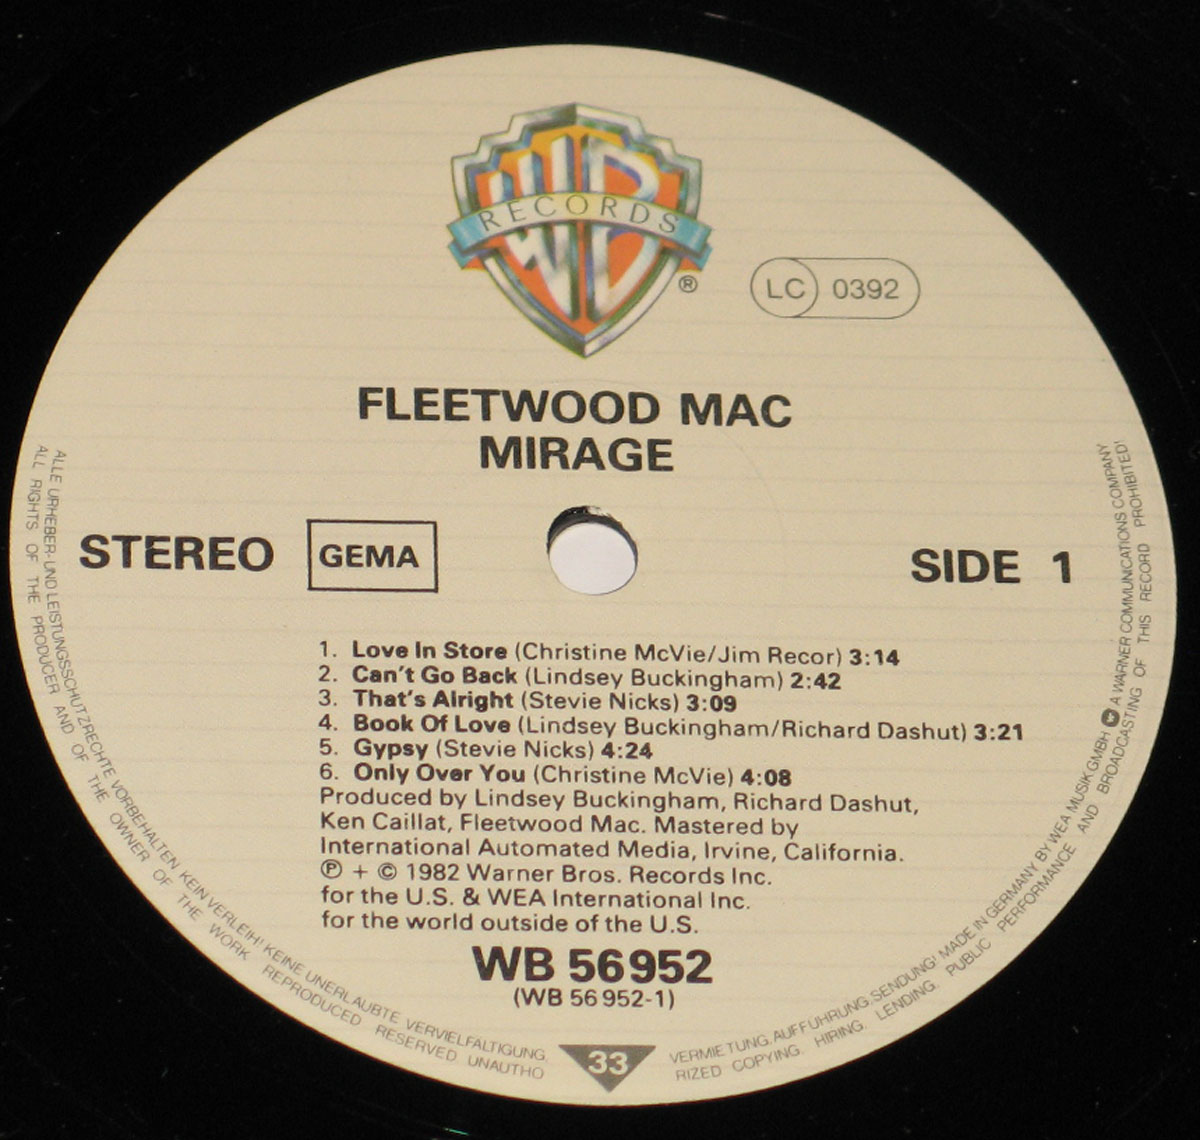 WB
RECORDS
®
LC 0392
FLEETWOOD MAC
MIRAGE
STEREO GEMA SIDE 1
1. Love In Store (Christine McVie/Jim Recor) 3:14
2. Can't Go Back (Lindsey Buckingham) 2:42
3. That's Alright (Stevie Nicks) 3:09
4. Book Of Love (Lindsey Buckingham/Richard Dashut) 3:21
5. Gypsy (Stevie Nicks) 4:24
6. Only Over You (Christine McVie) 4:08
Produced by Lindsey Buckingham, Richard Dashut,
Ken Caillat, Fleetwood Mac. Mastered by
International Automated Media, Irvine, California.
℗ + © 1982 Warner Bros. Records Inc.
for the U.S. & WEA International Inc.
for the world outside of the U.S.
WB 56952
(WB 56 952-1)
33
ALLE URHEBER- UND LEISTUNGSSCHUTZRECHTE VORBEHALTEN KEIN VERLEIH! KEINE UNERLAUBTE VERVIELFÄLTIGUNG, VERMIETUNG, AUFFÜHRUNG, SENDUNG! MADE IN GERMANY BY WEA MUSIK GMBH A WARNER COMMUNICATIONS COMPANY
ALL RIGHTS OF THE PRODUCER AND OF THE OWNER OF THE WORK REPRODUCED RESERVED UNAUTHORIZED COPYING. HIRING. LENDING. PUBLIC PERFORMANCE AND BROADCASTING OF THIS RECORD PROHIBITED!